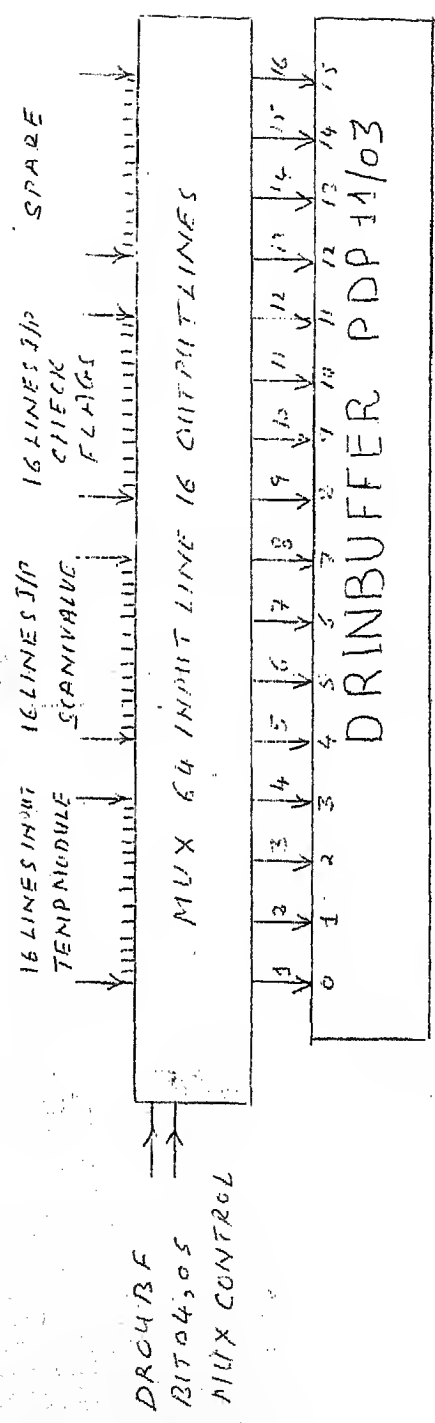 16 LINES INPUT
TEMP MODULE
16 LINES I/P
SCANIVALUE
16 LINES I/P
CHECK
FLAGS
SPARE
DROUBF
BIT04,05
MUX CONTROL
MUX 64 INPUT LINE 16 OUTPUT LINES
1 2 3 4 5 6 7 8 9 10 11 12 13 14 15 16
0 1 2 3 4 5 6 7 8 9 10 11 12 13 14 15
DRINBUFFER PDP 11/03